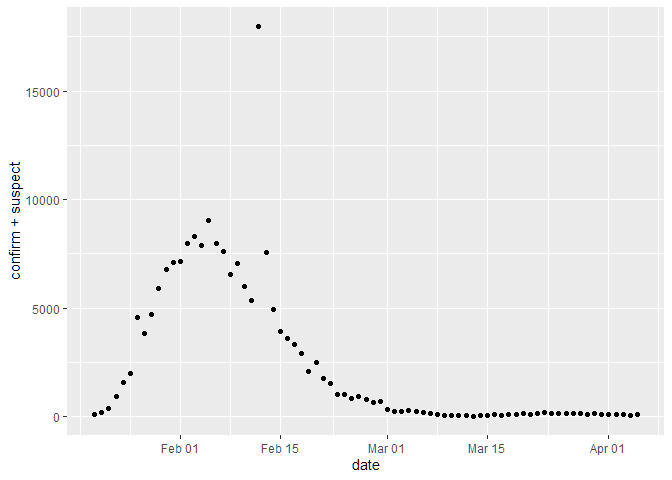 15000
10000
5000
0
confirm + suspect
Feb 01
Feb 15
Mar 01
Mar 15
Apr 01
date